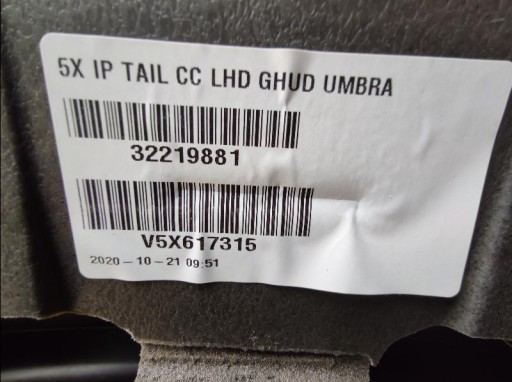 5X IP TAIL CC LHD GHUD UMBRA
32219881
V5X617315
2020-10-21 09:51